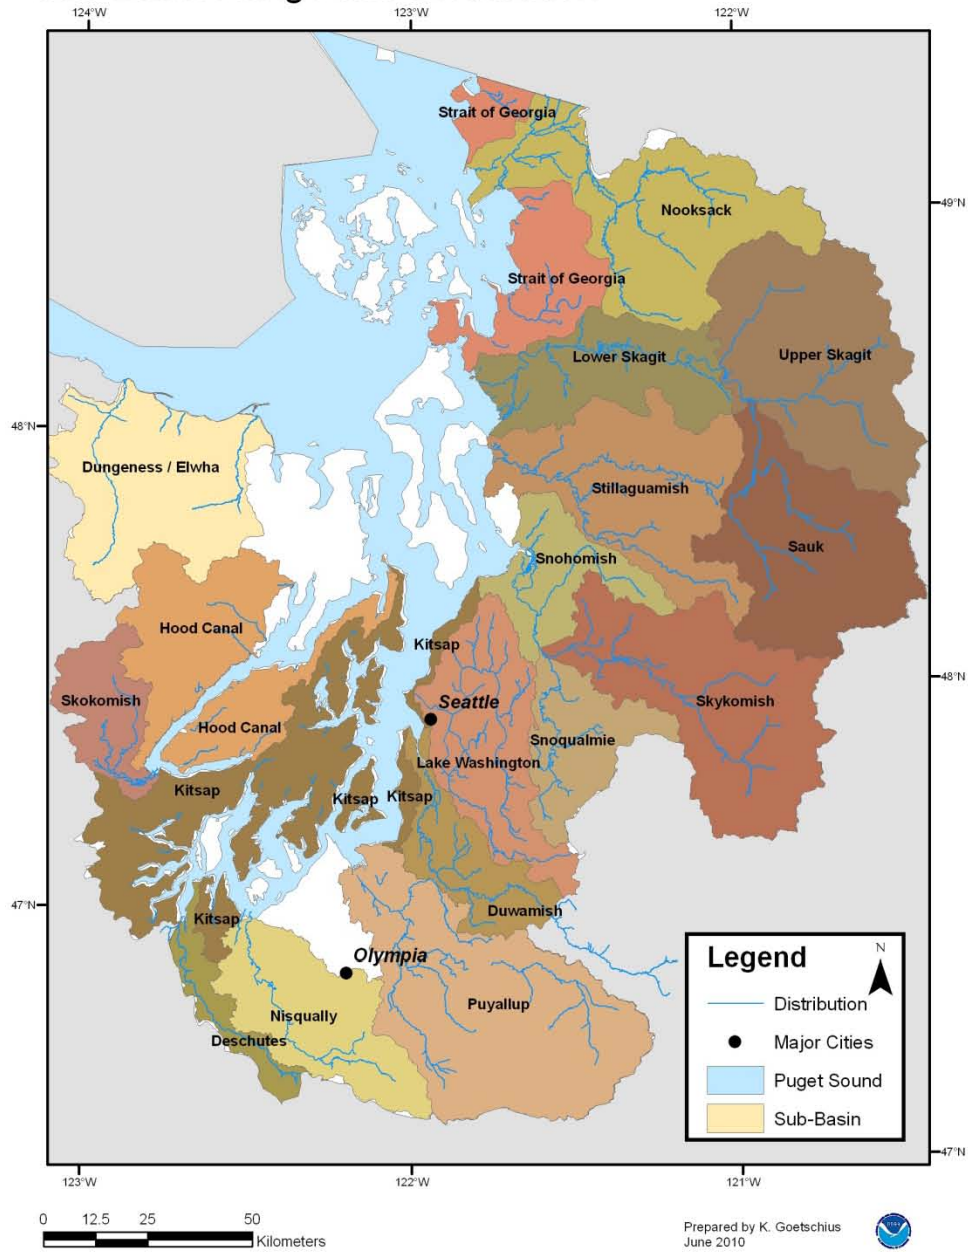 124°W
123°W
122°W
Strait of Georgia
Nooksack
49°N
Strait of Georgia
Lower Skagit
Upper Skagit
48°N
Dungeness / Elwha
Stillaguamish
Sauk
Snohomish
Hood Canal
Kitsap
48°N
Skokomish
Seattle
Skykomish
Hood Canal
Snoqualmie
Lake Washington
Kitsap
Kitsap
Kitsap
47°N
Kitsap
Duwamish
Olympia
Legend
N
Distribution
Puyallup
Nisqually
Major Cities
Deschutes
Puget Sound
Sub-Basin
47°N
123°W
122°W
121°W
0 12.5 25 50
Kilometers
Prepared by K. Goetschius
June 2010